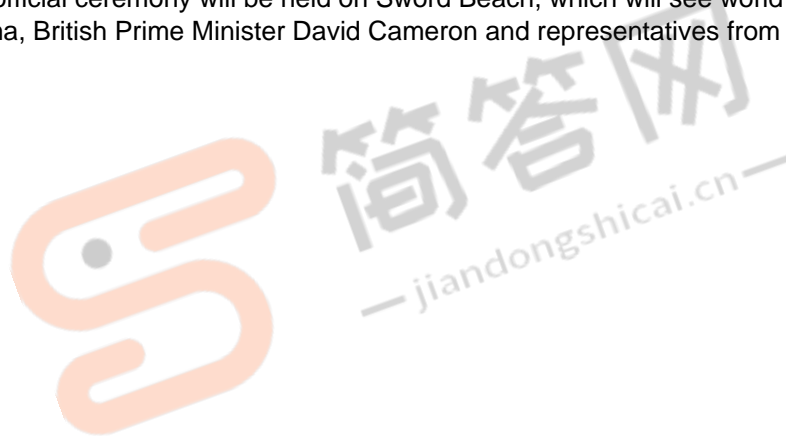 official ceremony will be held on Sword Beach, which will see world
na, British Prime Minister David Cameron and representatives from
简答网
jiandongshicai.cn